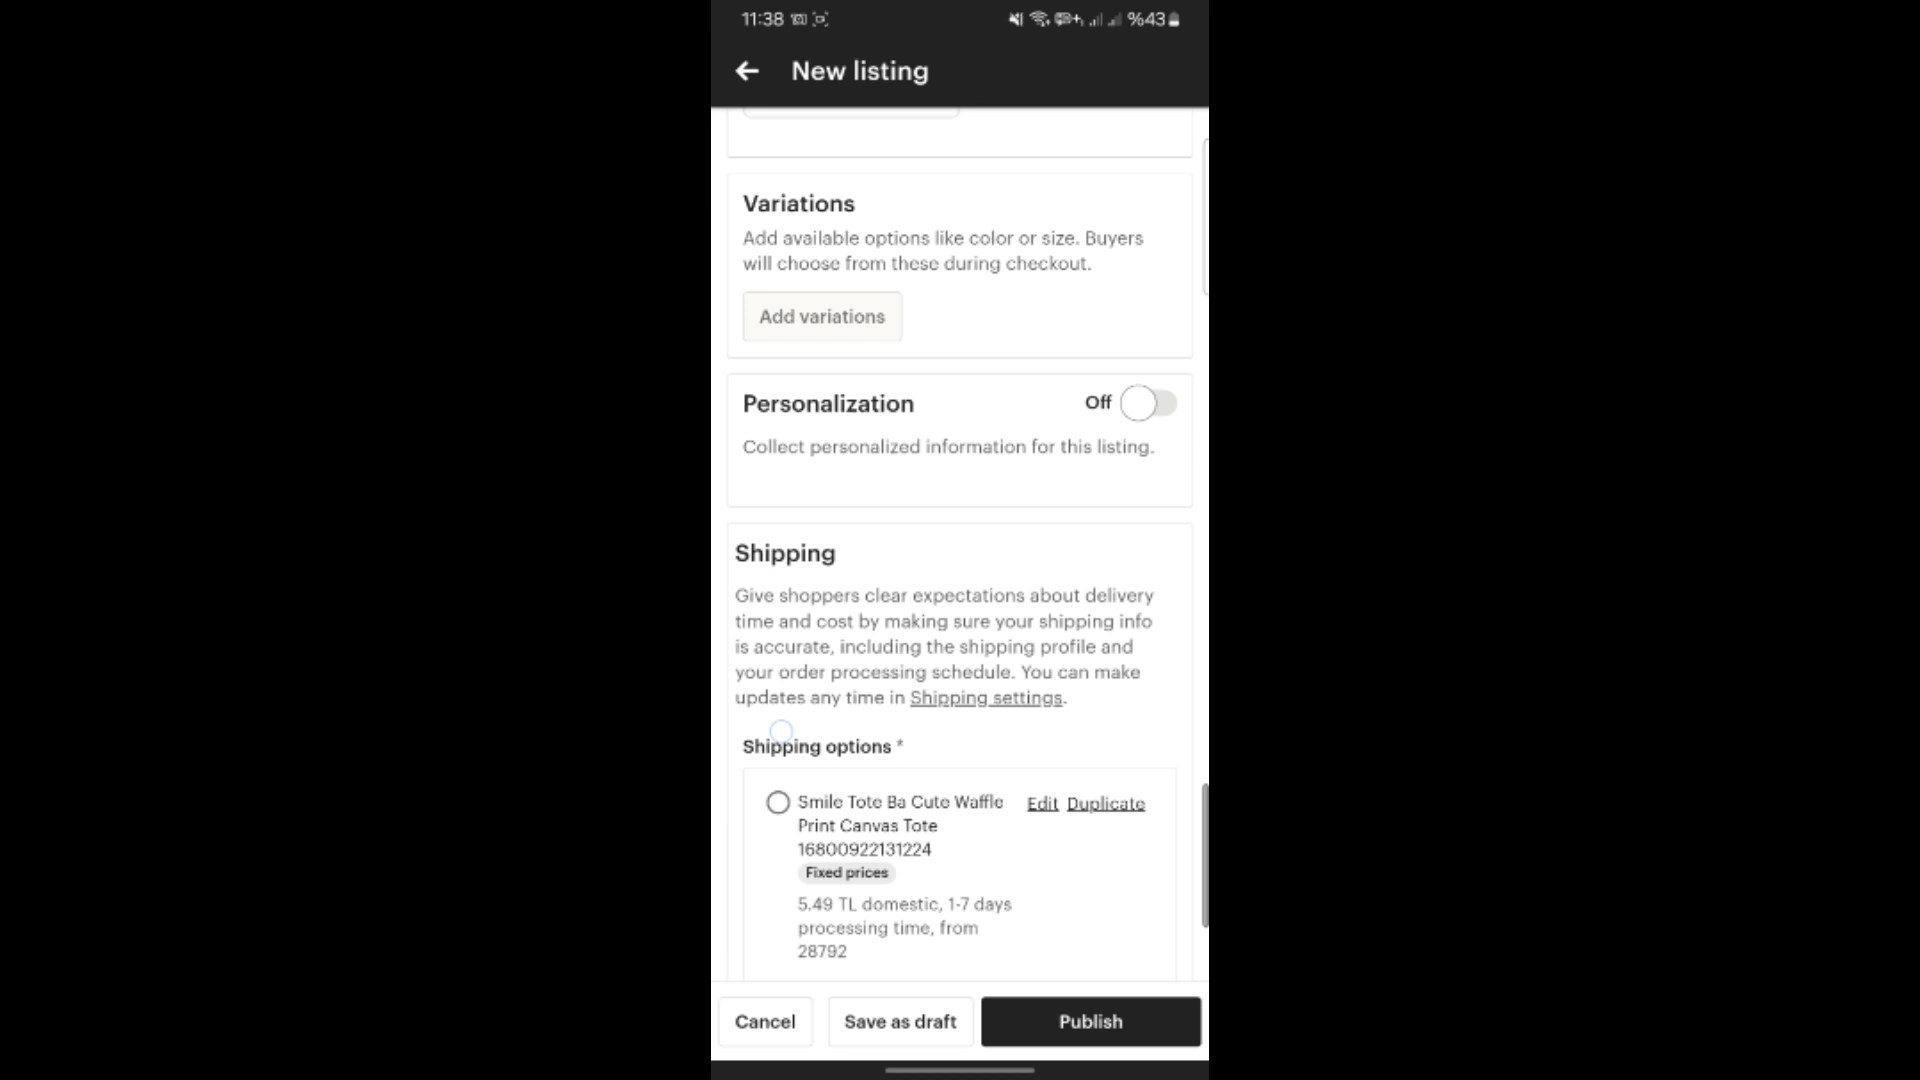 11:38 %43
New listing
Variations
Add available options like color or size. Buyers
will choose from these during checkout.
Add variations
Personalization Off
Collect personalized information for this listing.
Shipping
Give shoppers clear expectations about delivery
time and cost by making sure your shipping info
is accurate, including the shipping profile and
your order processing schedule. You can make
updates any time in Shipping settings.
Shipping options *
Smile Tote Ba Cute Waffle Edit Duplicate
Print Canvas Tote
16800922131224
Fixed prices
5.49 TL domestic, 1-7 days
processing time, from
28792
Cancel Save as draft Publish